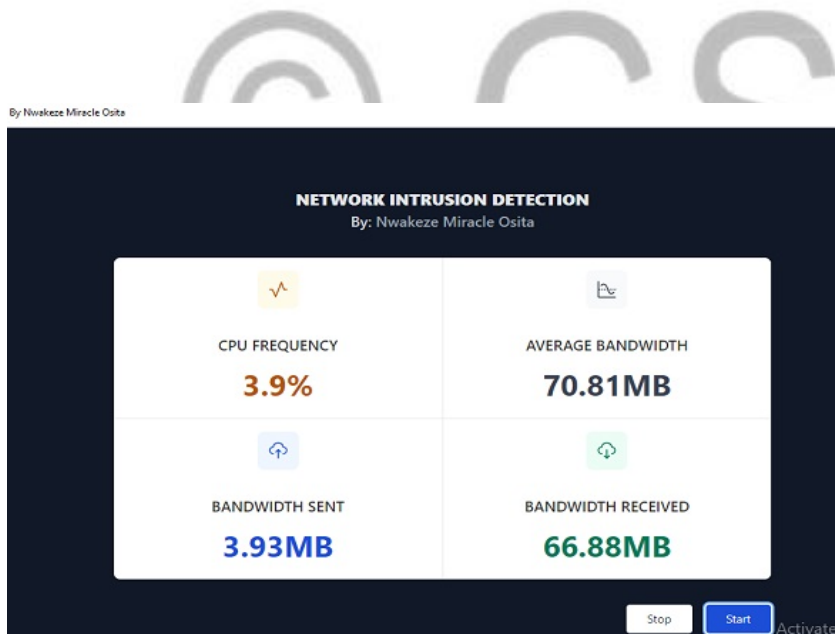 © CS
By Nwakeze Miracle Osita
NETWORK INTRUSION DETECTION
By: Nwakeze Miracle Osita
CPU FREQUENCY
3.9%
AVERAGE BANDWIDTH
70.81MB
BANDWIDTH SENT
3.93MB
BANDWIDTH RECEIVED
66.88MB
Stop
Start
Activate